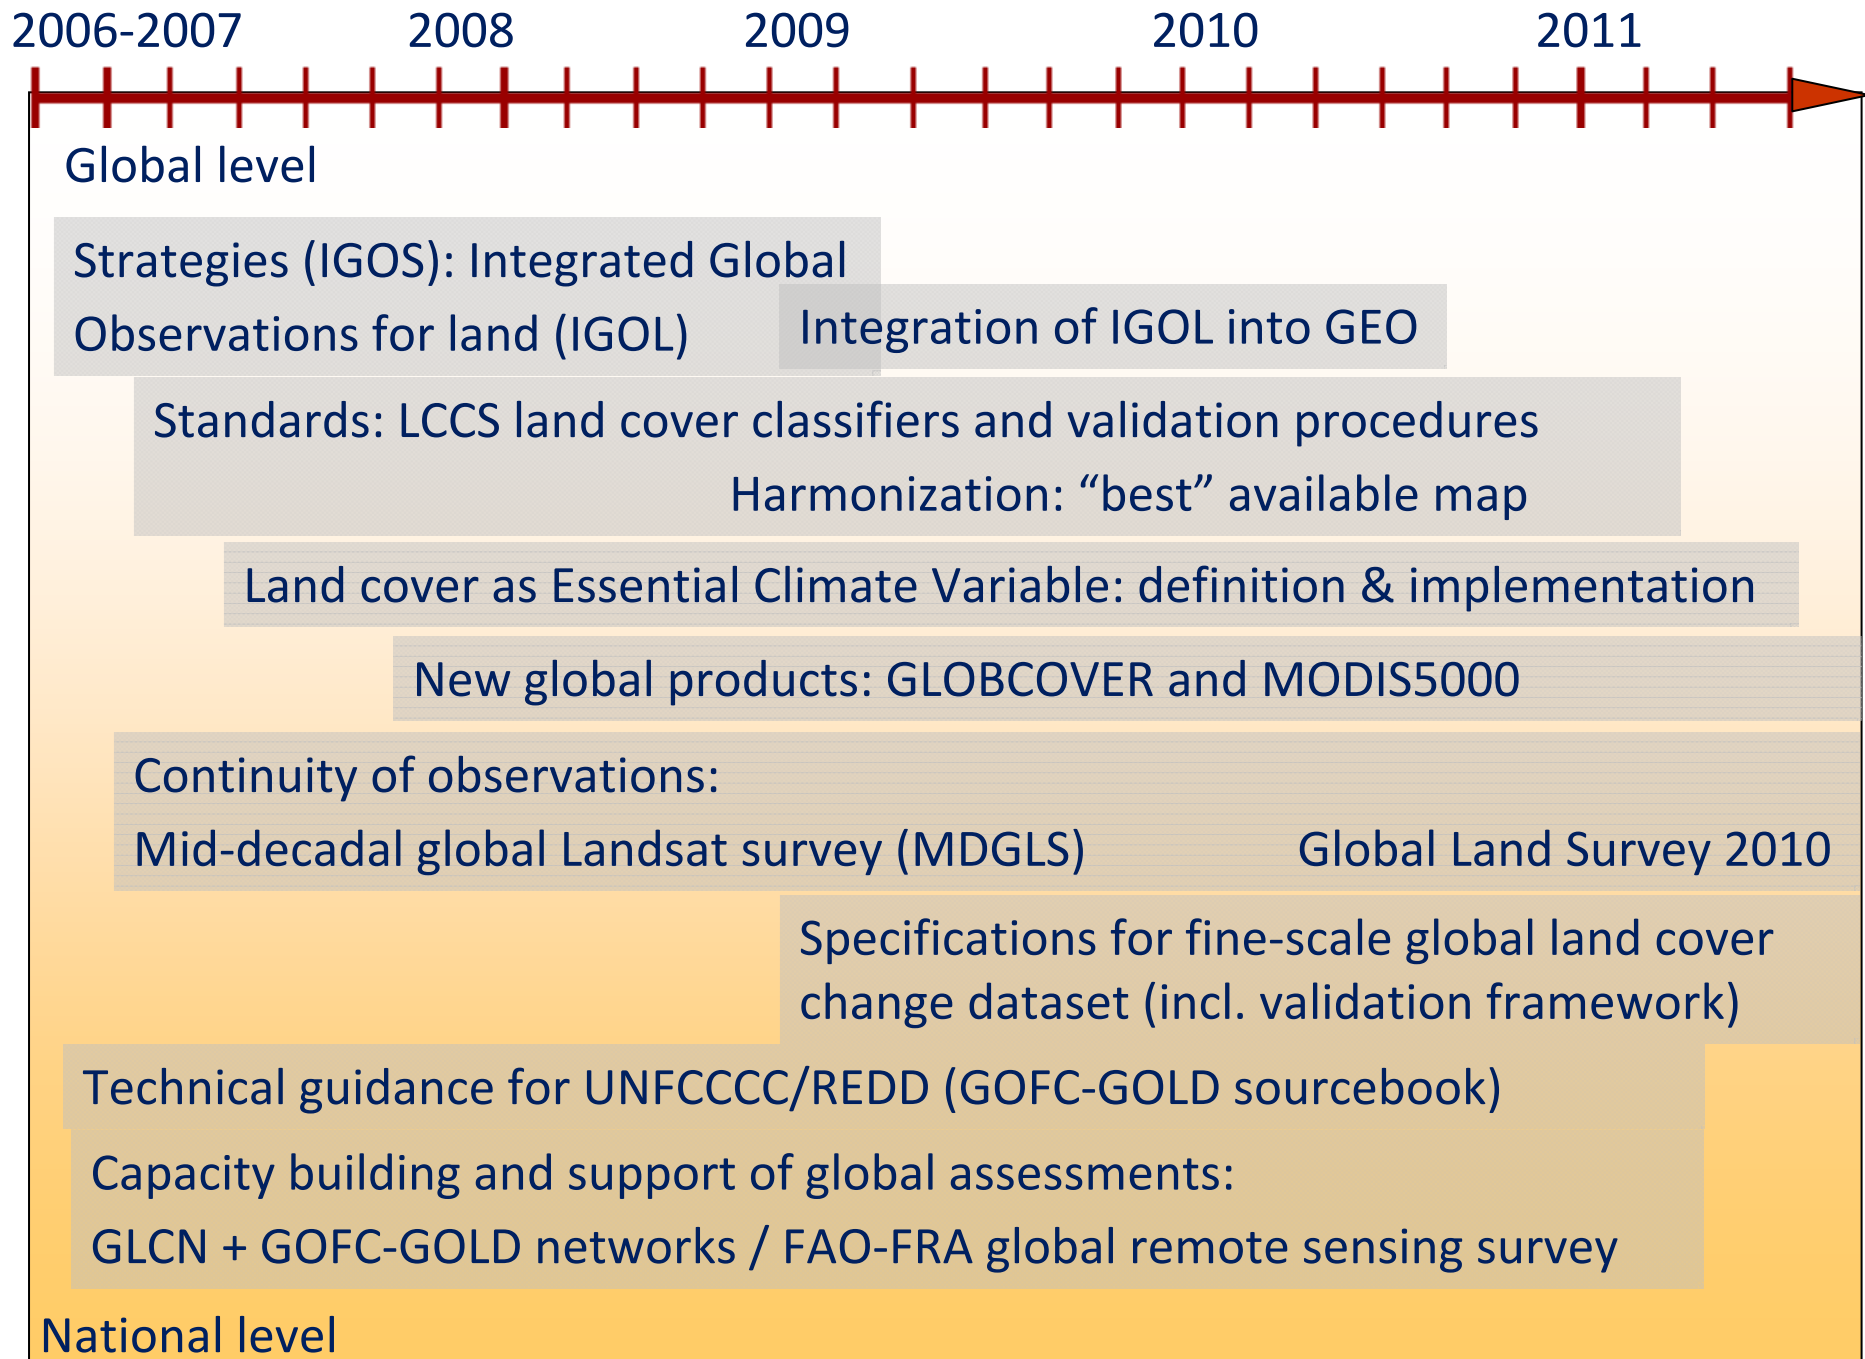 2006-2007 2008 2009 2010 2011
Global level
Strategies (IGOS): Integrated Global
Observations for land (IGOL)
Integration of IGOL into GEO
Standards: LCCS land cover classifiers and validation procedures
Harmonization: “best” available map
Land cover as Essential Climate Variable: definition & implementation
New global products: GLOBCOVER and MODIS5000
Continuity of observations:
Mid-decadal global Landsat survey (MDGLS) Global Land Survey 2010
Specifications for fine-scale global land cover
change dataset (incl. validation framework)
Technical guidance for UNFCCCC/REDD (GOFC-GOLD sourcebook)
Capacity building and support of global assessments:
GLCN + GOFC-GOLD networks / FAO-FRA global remote sensing survey
National level